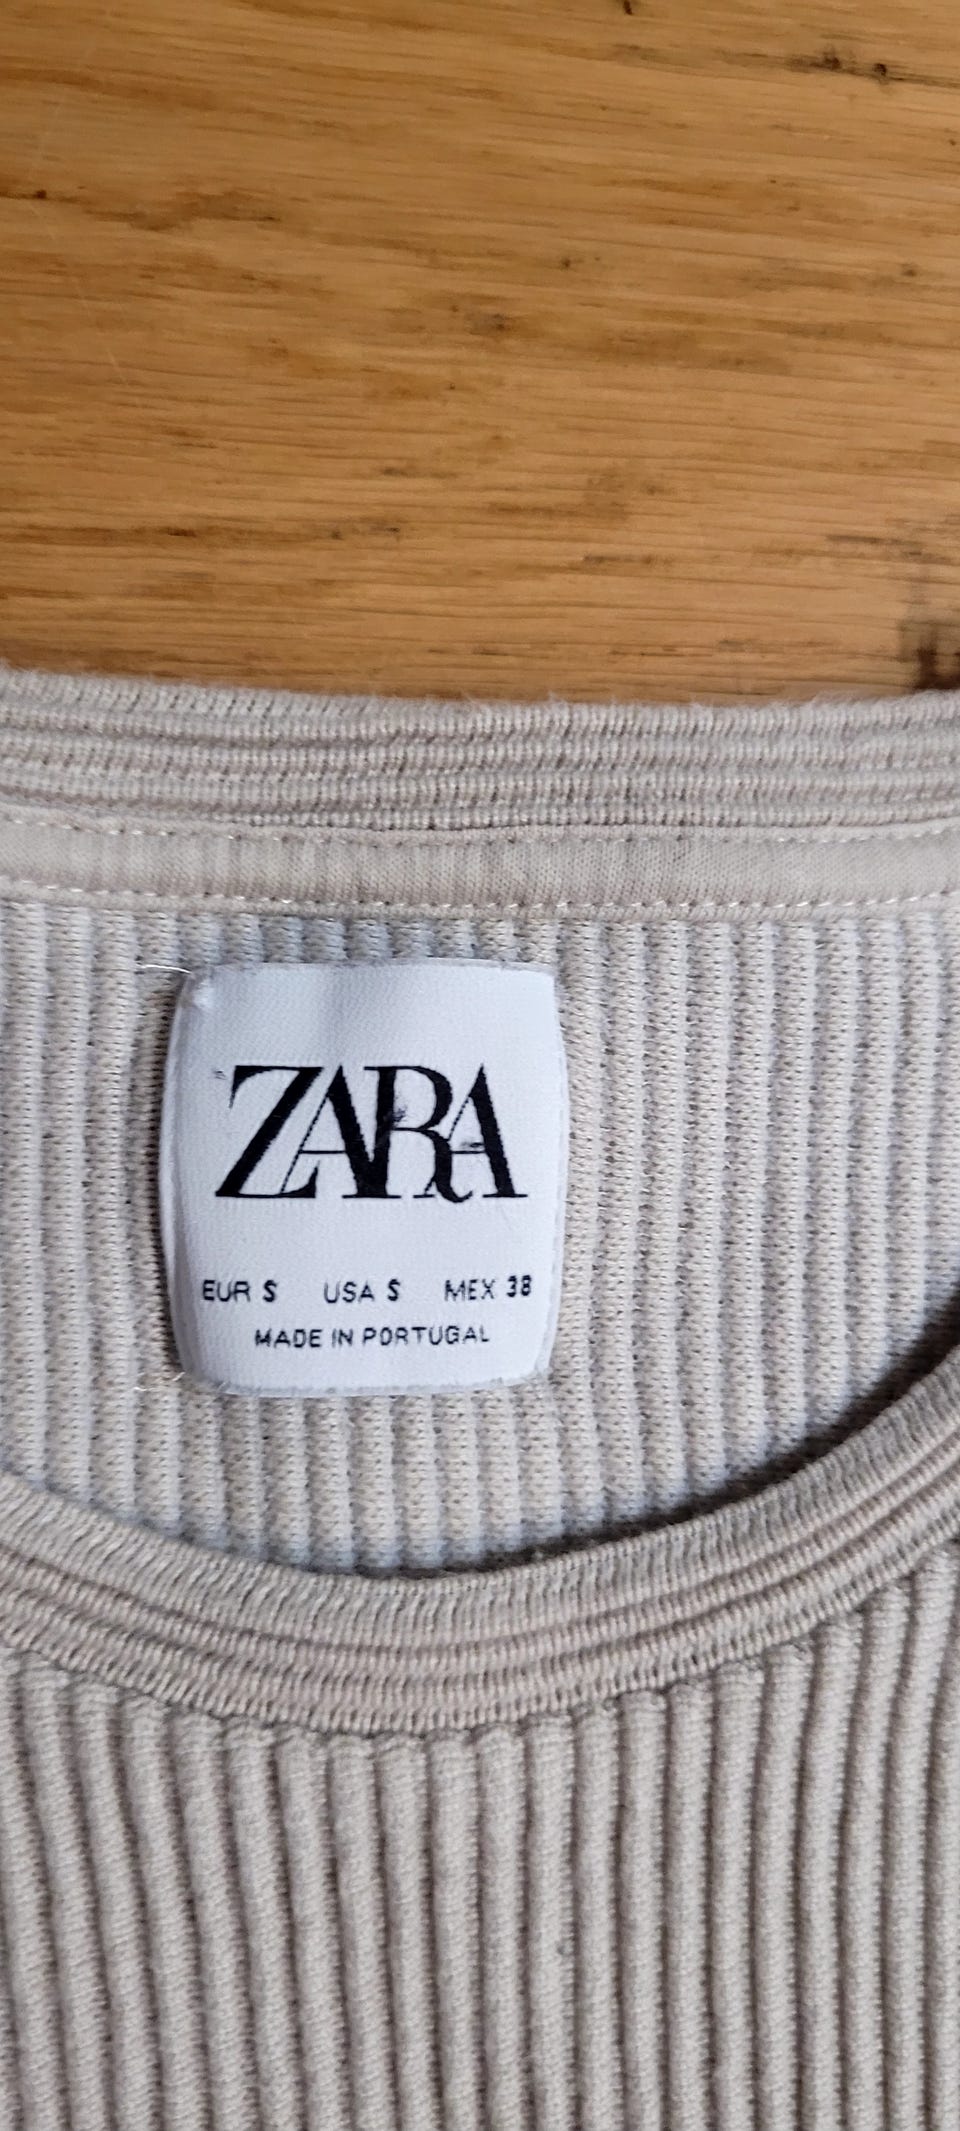 ZARA
EUR S USA S MEX 38
MADE IN PORTUGAL